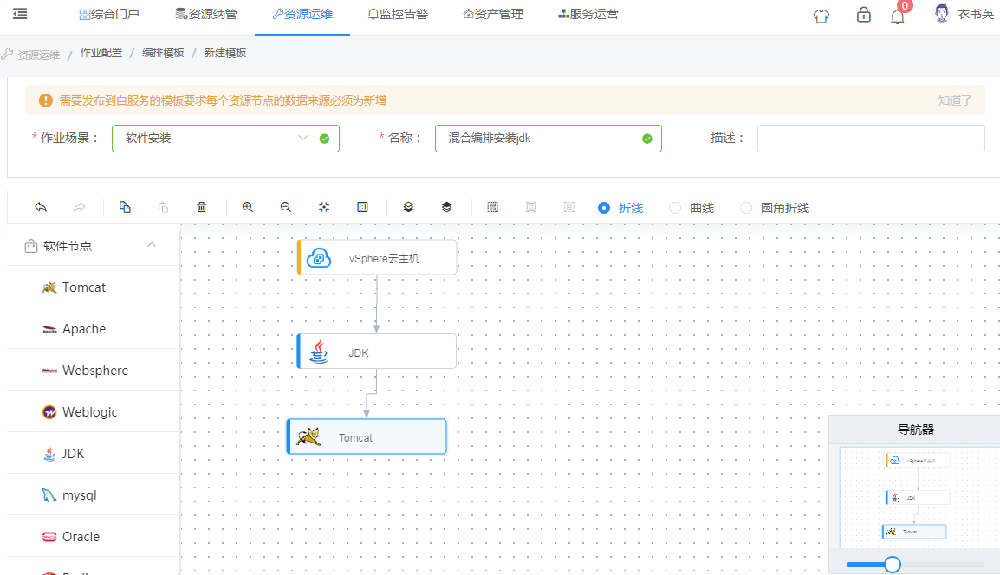 综合门户 资源纳管 资源运维 监控告警 资产管理 服务运营 0 衣书英
资源运维 / 作业配置 / 编排模板 / 新建模板
需要发布到自服务的模板要求每个资源节点的数据来源必须为新增 知道了
* 作业场景： 软件安装 * 名称： 混合编排安装jdk 描述：
折线 曲线 圆角折线
软件节点
Tomcat
Apache
Websphere
Weblogic
JDK
mysql
Oracle
vSphere云主机
JDK
Tomcat
导航器
vSphere云主机
JDK
Tomcat